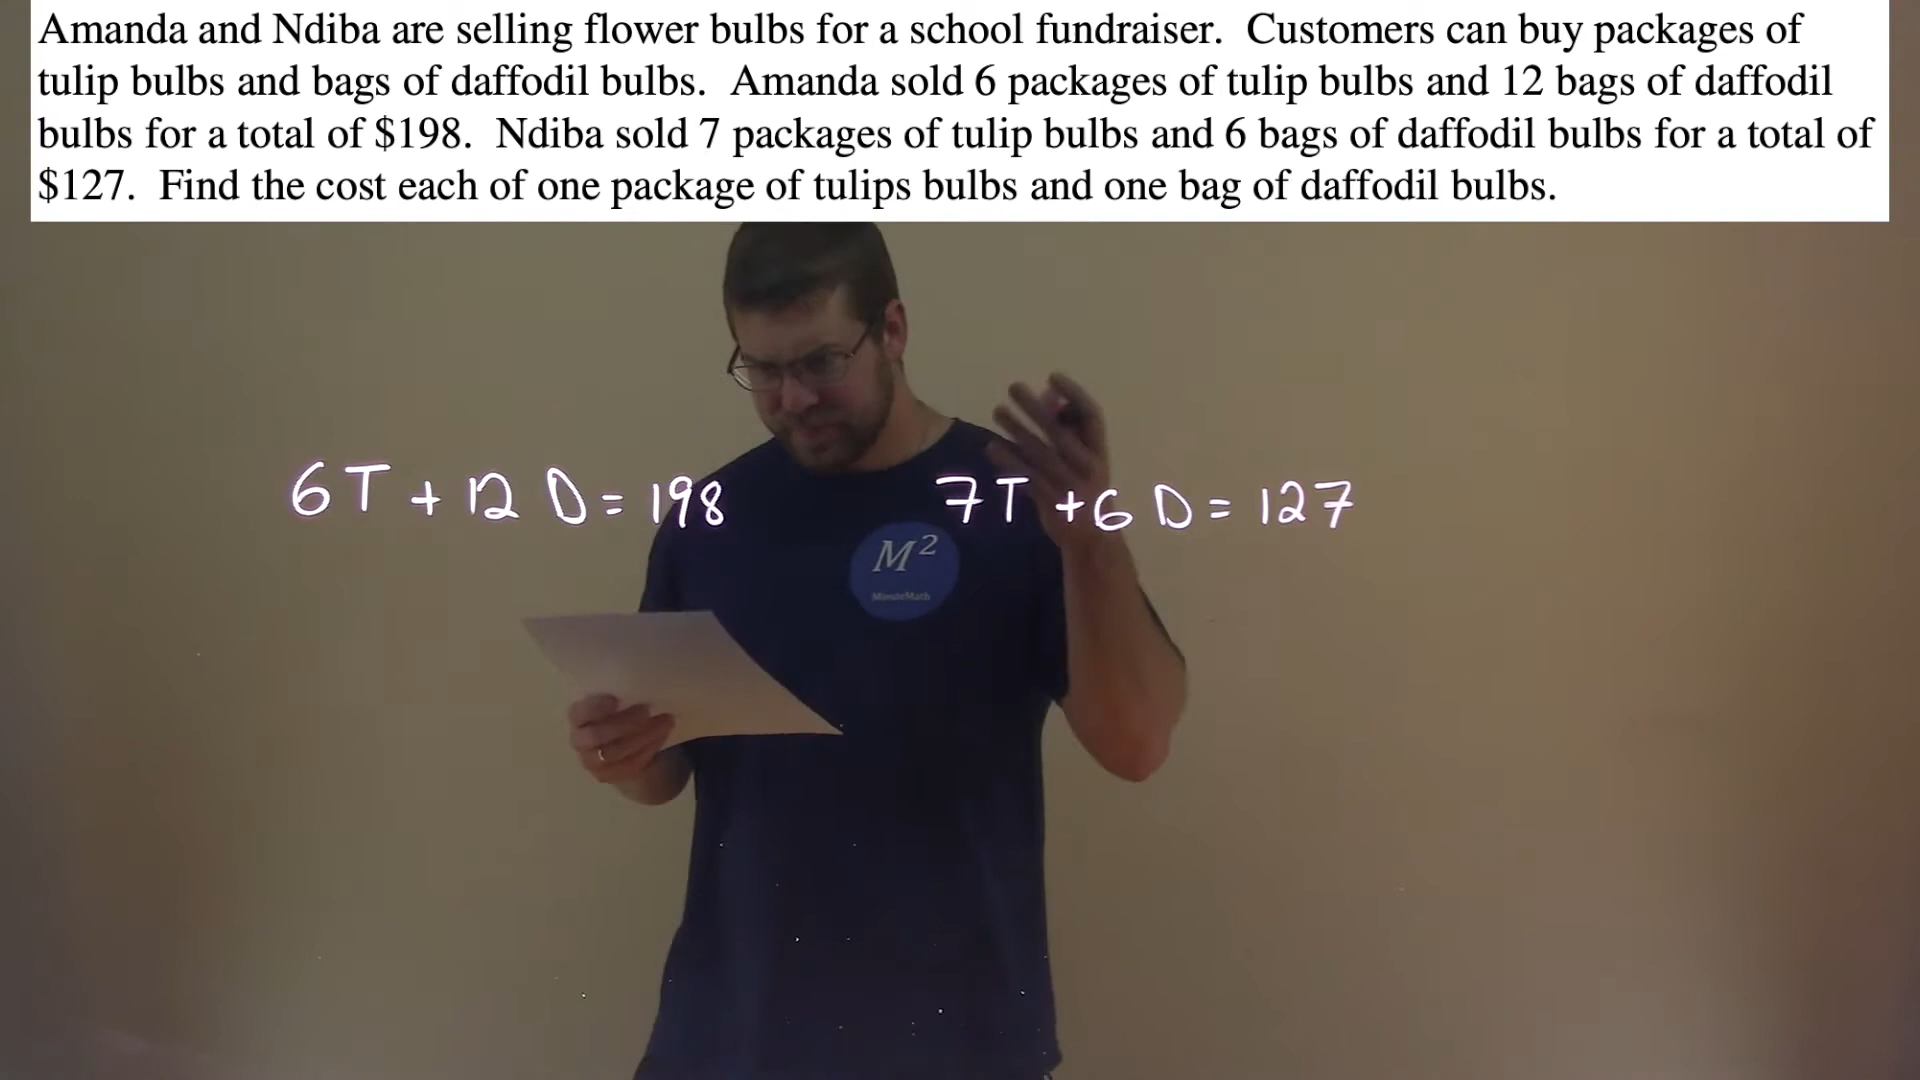 Amanda and Ndiba are selling flower bulbs for a school fundraiser. Customers can buy packages of
tulip bulbs and bags of daffodil bulbs. Amanda sold 6 packages of tulip bulbs and 12 bags of daffodil
bulbs for a total of $198. Ndiba sold 7 packages of tulip bulbs and 6 bags of daffodil bulbs for a total of
$127. Find the cost each of one package of tulips bulbs and one bag of daffodil bulbs.
6T + 12D = 198
7T + 6D = 127
M²
MinuteMath